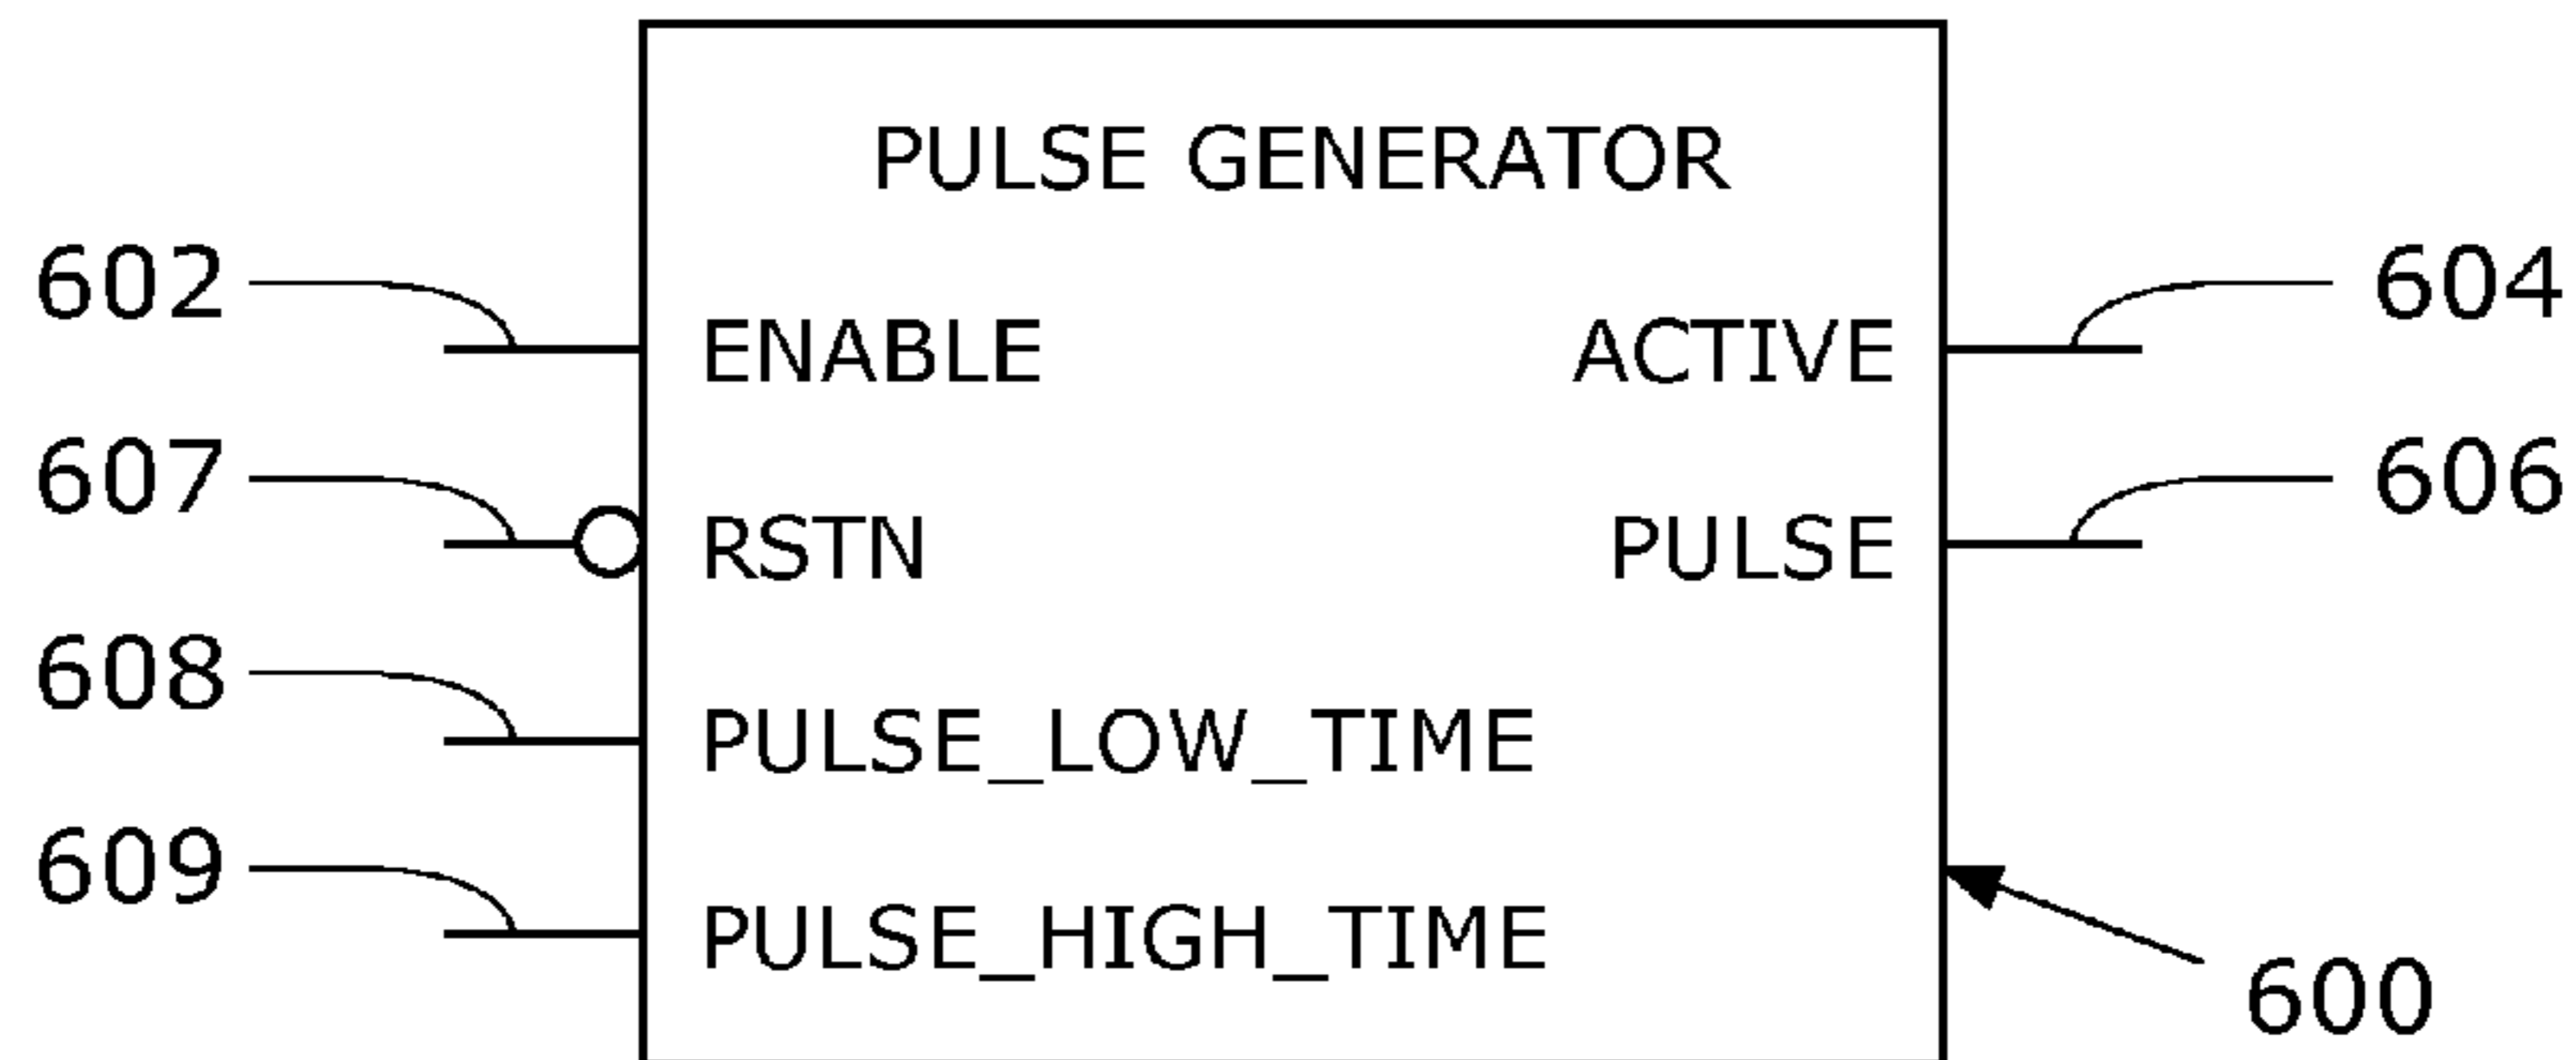 PULSE GENERATOR
602 ENABLE ACTIVE 604
607 RSTN PULSE 606
608 PULSE_LOW_TIME
609 PULSE_HIGH_TIME
600